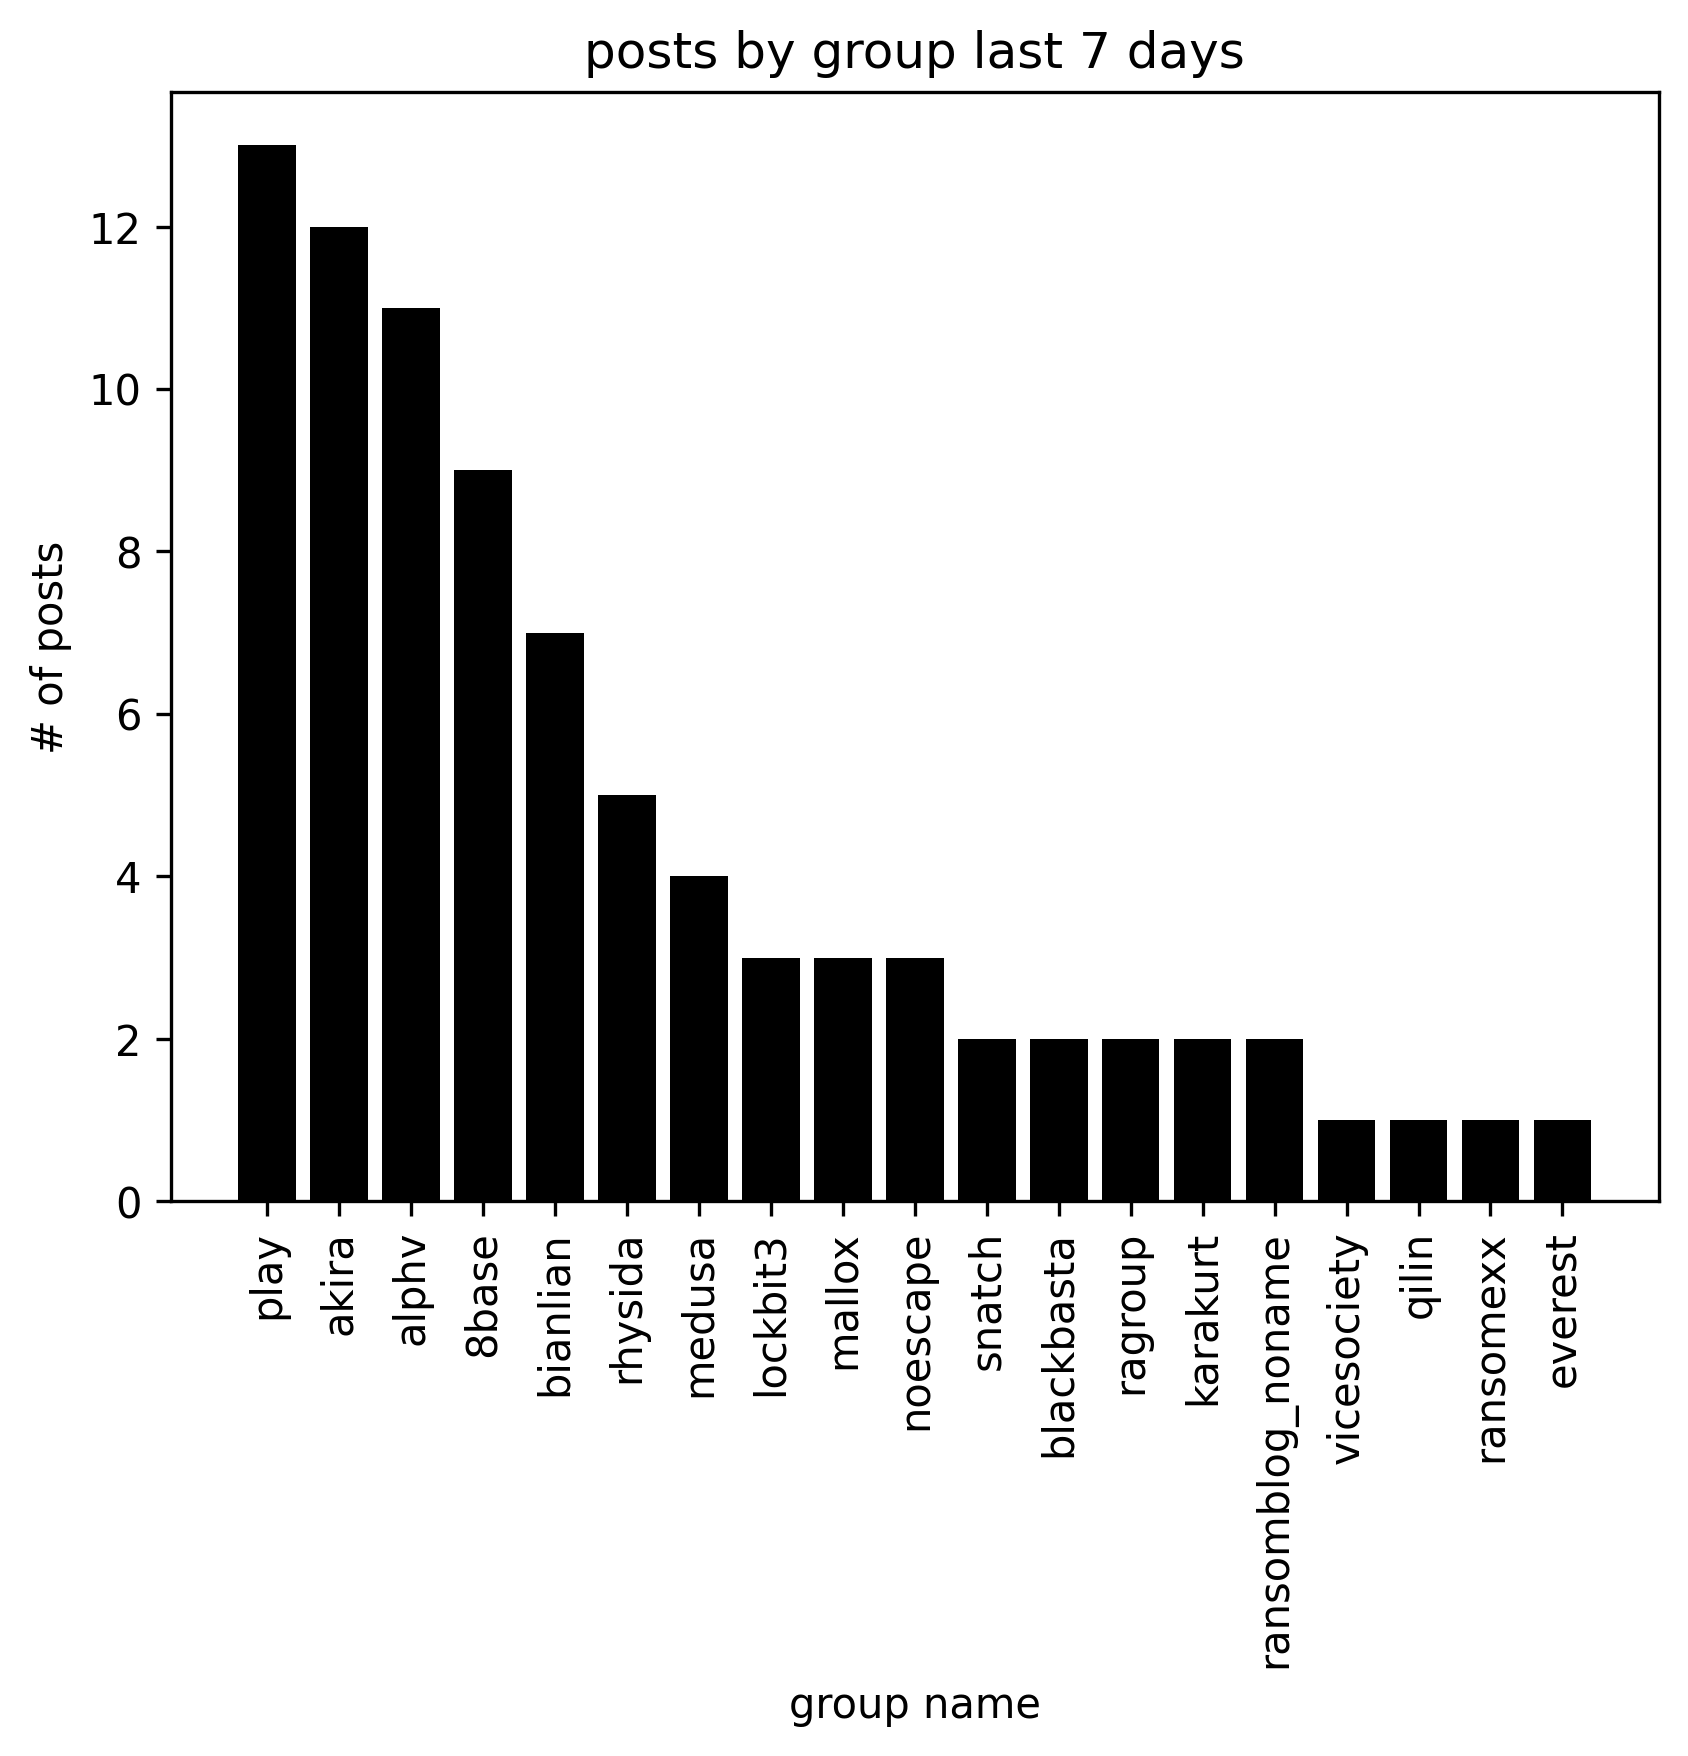 posts by group last 7 days
# of posts
12
10
8
6
4
2
0
play
akira
alphv
8base
bianlian
rhysida
medusa
lockbit3
mallox
noescape
snatch
blackbasta
ragroup
karakurt
ransomblog_noname
vicesociety
qilin
ransomexx
everest
group name